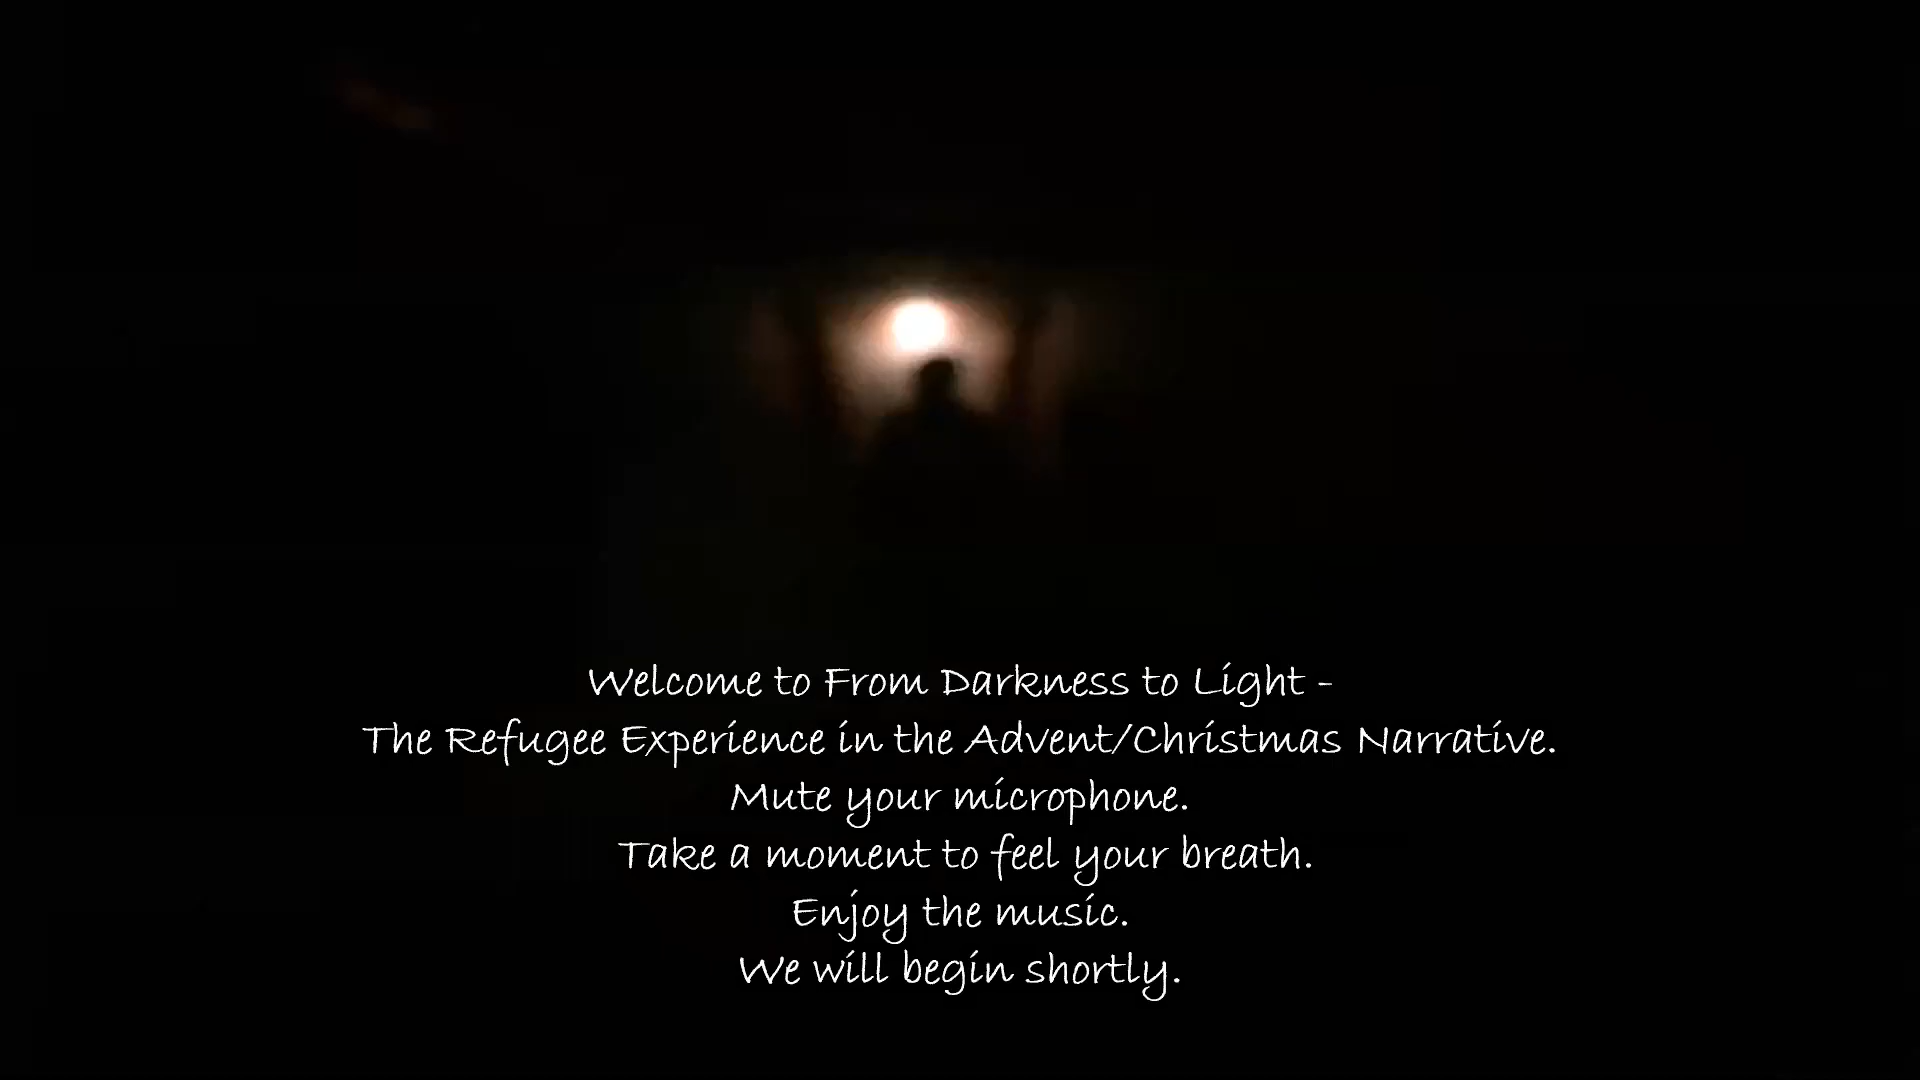 Welcome to From Darkness to Light -
The Refugee Experience in the Advent/Christmas Narrative.
Mute your microphone.
Take a moment to feel your breath.
Enjoy the music.
We will begin shortly.